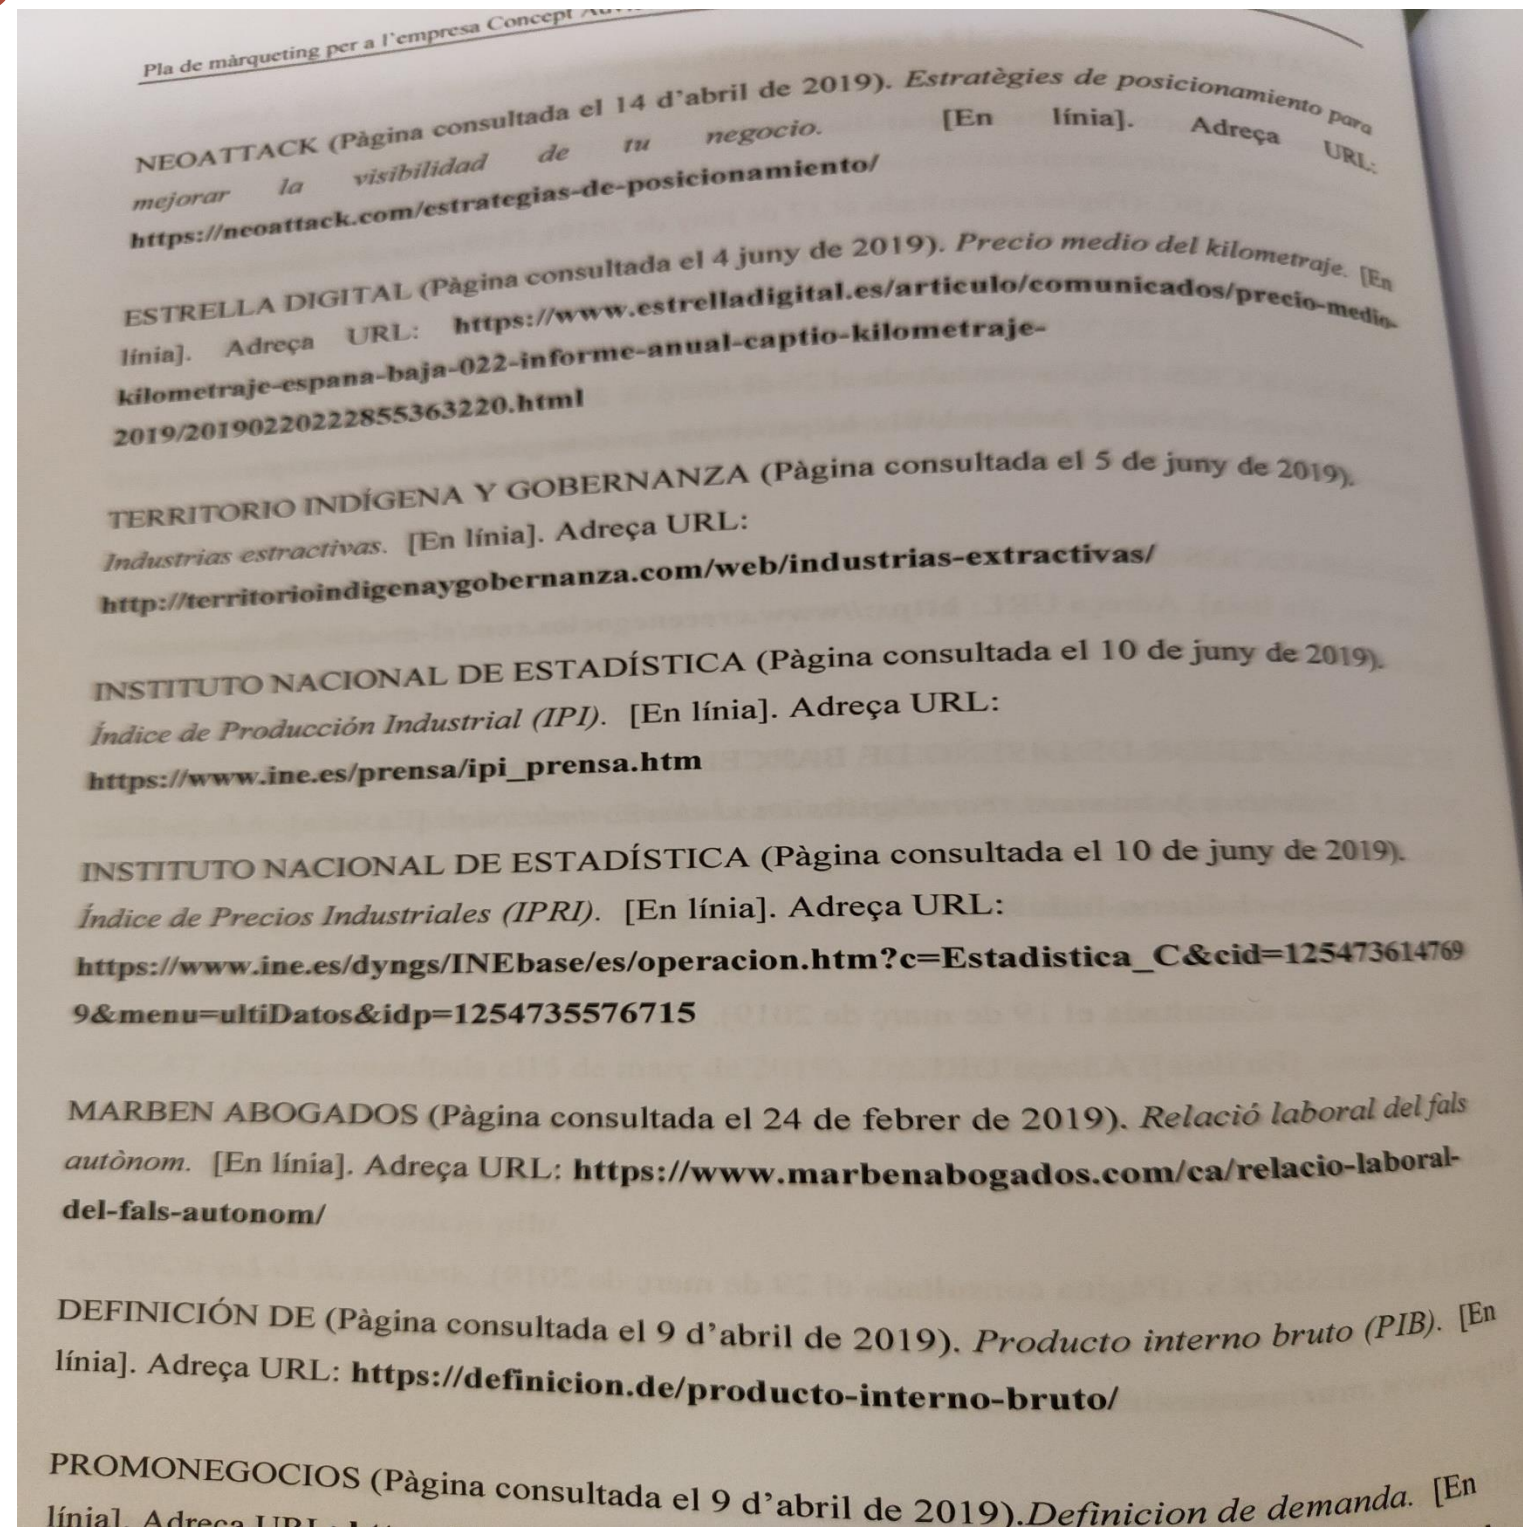 Pla de màrqueting per a l'empresa Concept
NEOATTACK (Pàgina consultada el 14 d'abril de 2019). Estratègies de posicionamiento para
mejorar la visibilidad de tu negocio. [En línia]. Adreça URL:
https://neoattack.com/estrategias-de-posicionamiento/
ESTRELLA DIGITAL (Pàgina consultada el 4 juny de 2019). Precio medio del kilometraje. [En
línia]. Adreça URL: https://www.estrelladigital.es/articulo/comunicados/precio-medio-
kilometraje-espana-baja-022-informe-anual-captio-kilometraje-
2019/20190220222855363220.html
TERRITORIO INDÍGENA Y GOBERNANZA (Pàgina consultada el 5 de juny de 2019).
Industrias estractivas. [En línia]. Adreça URL:
http://territorioindigenaygobernanza.com/web/industrias-extractivas/
INSTITUTO NACIONAL DE ESTADÍSTICA (Pàgina consultada el 10 de juny de 2019).
Índice de Producción Industrial (IPI). [En línia]. Adreça URL:
https://www.ine.es/prensa/ipi_prensa.htm
INSTITUTO NACIONAL DE ESTADÍSTICA (Pàgina consultada el 10 de juny de 2019).
Índice de Precios Industriales (IPRI). [En línia]. Adreça URL:
https://www.ine.es/dyngs/INEbase/es/operacion.htm?c=Estadistica_C&cid=125473614769
9&menu=ultiDatos&idp=1254735576715
MARBEN ABOGADOS (Pàgina consultada el 24 de febrer de 2019). Relació laboral del fals
autònom. [En línia]. Adreça URL: https://www.marbenabogados.com/ca/relacio-laboral-
del-fals-autonom/
DEFINICIÓN DE (Pàgina consultada el 9 d'abril de 2019). Producto interno bruto (PIB). [En
línia]. Adreça URL: https://definicion.de/producto-interno-bruto/
PROMONEGOCIOS (Pàgina consultada el 9 d'abril de 2019).Definicion de demanda. [En
línia]. Adreça URL: